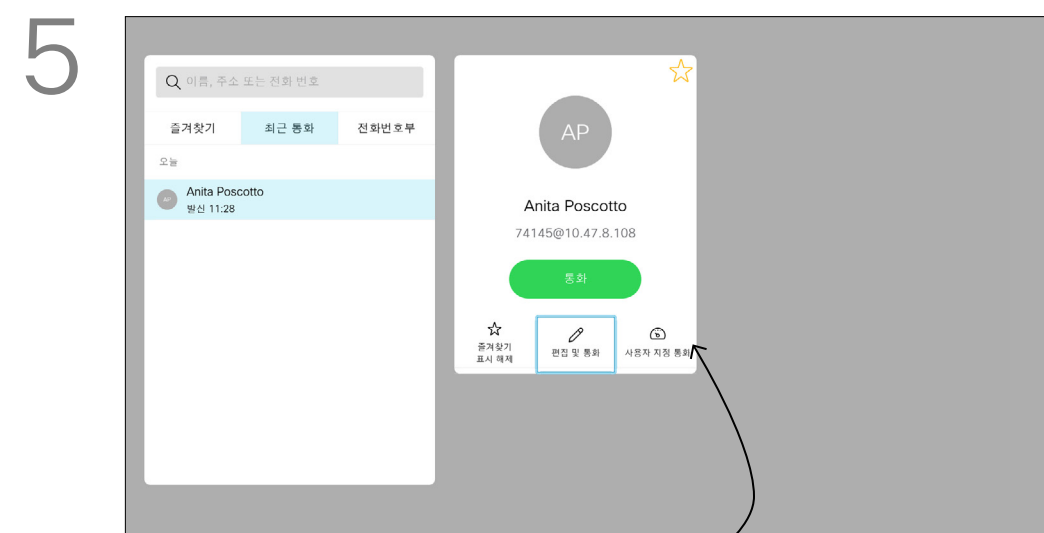 5
이름, 주소 또는 전화 번호
즐겨찾기
최근 통화
전화번호부
오늘
AP
Anita Poscotto
발신 11:28
AP
Anita Poscotto
74145@10.47.8.108
통화
즐겨찾기
표시 해제
편집 및 통화
사용자 지정 통화